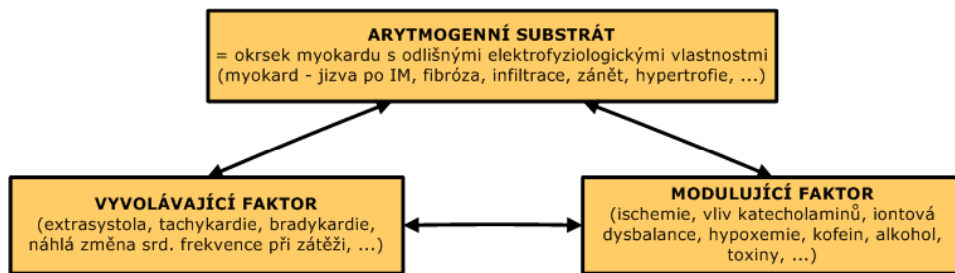 ARYTMOGENNÍ SUBSTRÁT
= okrsek myokardu s odlišnými elektrofyziologickými vlastnostmi
(myokard - jizva po IM, fibróza, infiltrace, zánět, hypertrofie, ...)
VYVOLÁVAJÍCÍ FAKTOR
(extrasystola, tachykardie, bradykardie,
náhlá změna srd. frekvence při zátěži, ...)
MODULUJÍCÍ FAKTOR
(ischemie, vliv katecholaminů, iontová
dysbalance, hypoxemie, kofein, alkohol,
toxiny, ...)